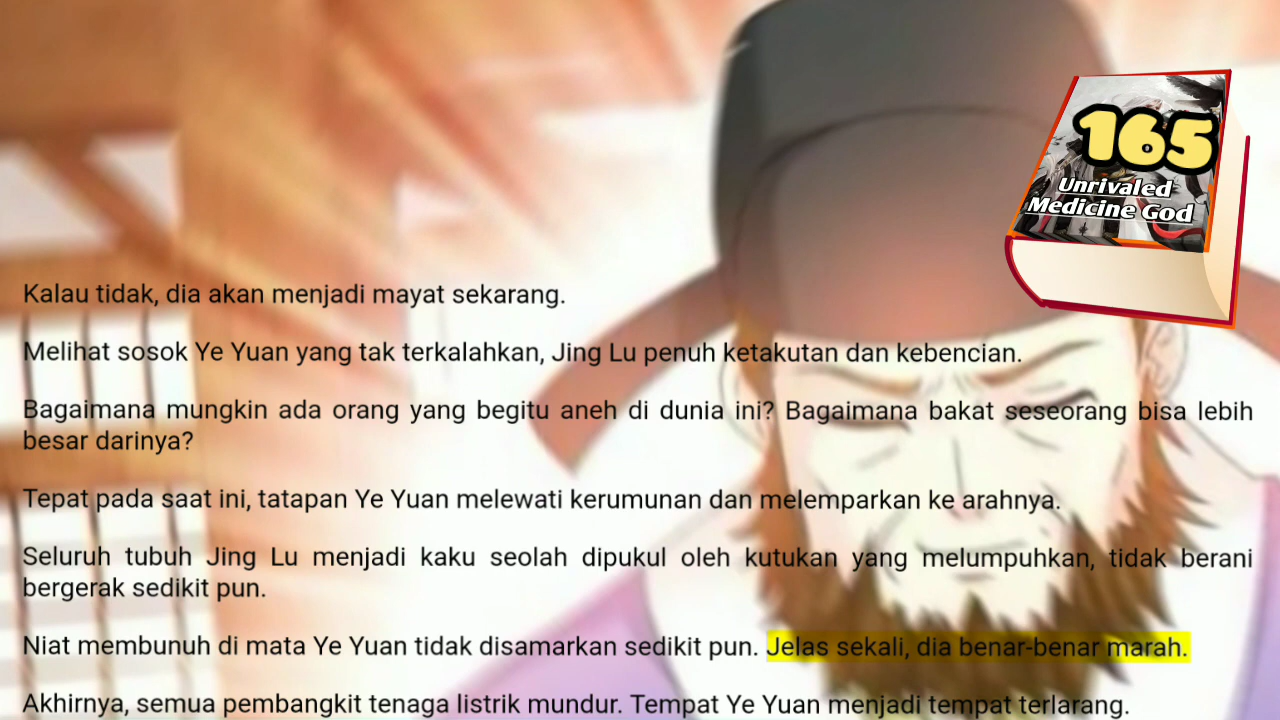 165
Unrivaled
Medicine God
Kalau tidak, dia akan menjadi mayat sekarang.
Melihat sosok Ye Yuan yang tak terkalahkan, Jing Lu penuh ketakutan dan kebencian.
Bagaimana mungkin ada orang yang begitu aneh di dunia ini? Bagaimana bakat seseorang bisa lebih
besar darinya?
Tepat pada saat ini, tatapan Ye Yuan melewati kerumunan dan melemparkan ke arahnya.
Seluruh tubuh Jing Lu menjadi kaku seolah dipukul oleh kutukan yang melumpuhkan, tidak berani
bergerak sedikit pun.
Niat membunuh di mata Ye Yuan tidak disamarkan sedikit pun. Jelas sekali, dia benar-benar marah.
Akhirnya, semua pembangkit tenaga listrik mundur. Tempat Ye Yuan menjadi tempat terlarang.